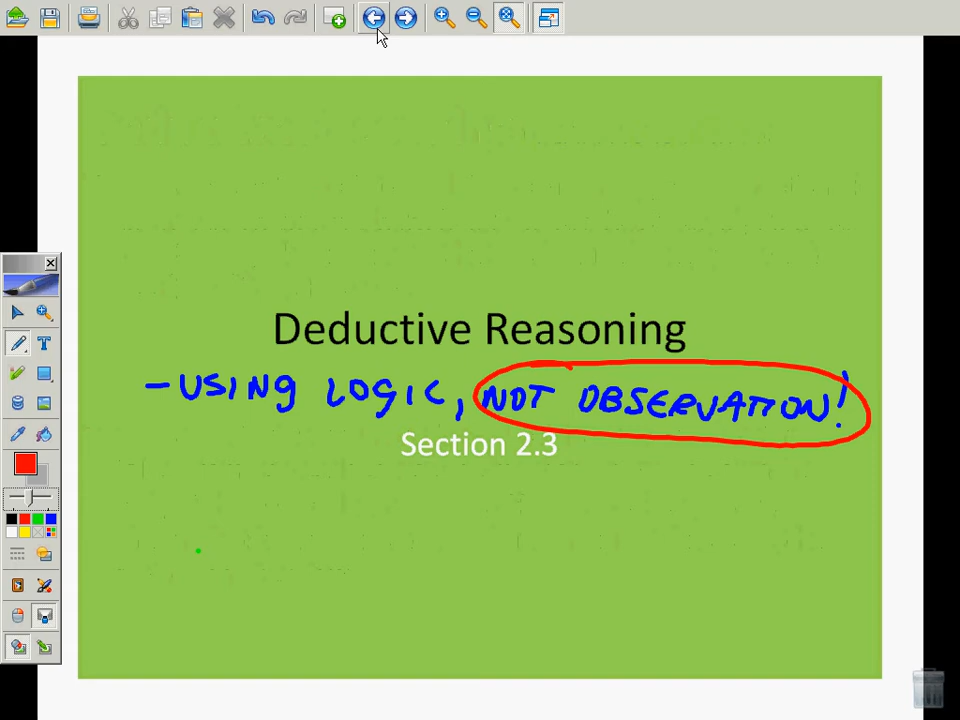 Deductive Reasoning
- USING LOGIC, NOT OBSERVATION!
Section 2.3